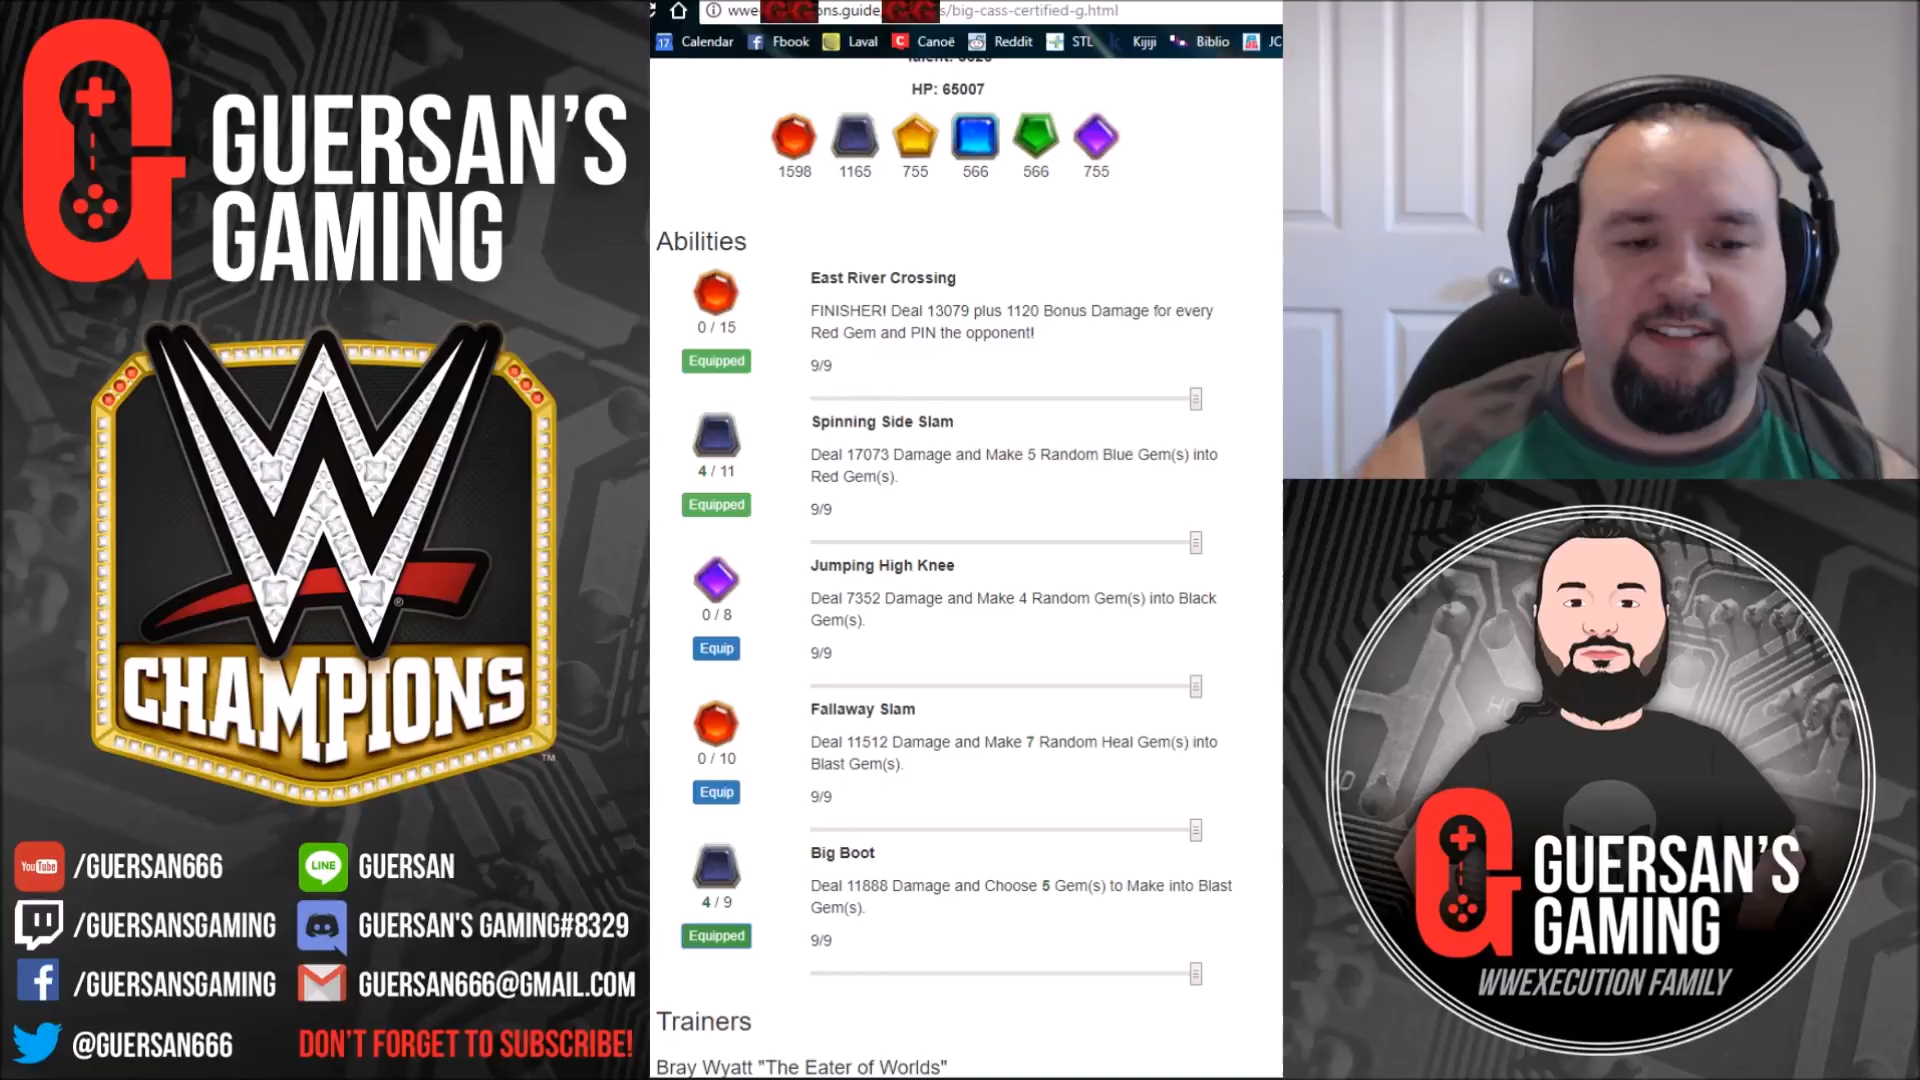 GUERSAN'S
GAMING
CHAMPIONS
TM
YouTube /GUERSAN666
LINE GUERSAN
/GUERSANSGAMING
GUERSAN'S GAMING#8329
/GUERSANSGAMING
GUERSAN666@GMAIL.COM
@GUERSAN666
DON'T FORGET TO SUBSCRIBE!
/big-cass-certified-g.html
17 Calendar
Fbook
Laval
Canoë
Reddit
STL
Kijiji
Biblio
JC
HP: 65007
1598 1165 755 566 566 755
Abilities
East River Crossing
FINISHER! Deal 13079 plus 1120 Bonus Damage for every
Red Gem and PIN the opponent!
0 / 15
Equipped
9/9
Spinning Side Slam
Deal 17073 Damage and Make 5 Random Blue Gem(s) into
Red Gem(s).
4 / 11
Equipped
9/9
Jumping High Knee
Deal 7352 Damage and Make 4 Random Gem(s) into Black
Gem(s).
0 / 8
Equip
9/9
Fallaway Slam
Deal 11512 Damage and Make 7 Random Heal Gem(s) into
Blast Gem(s).
0 / 10
Equip
9/9
Big Boot
Deal 11888 Damage and Choose 5 Gem(s) to Make into Blast
Gem(s).
4 / 9
Equipped
9/9
Trainers
Bray Wyatt "The Eater of Worlds"
GUERSAN'S
GAMING
WWEXECUTION FAMILY